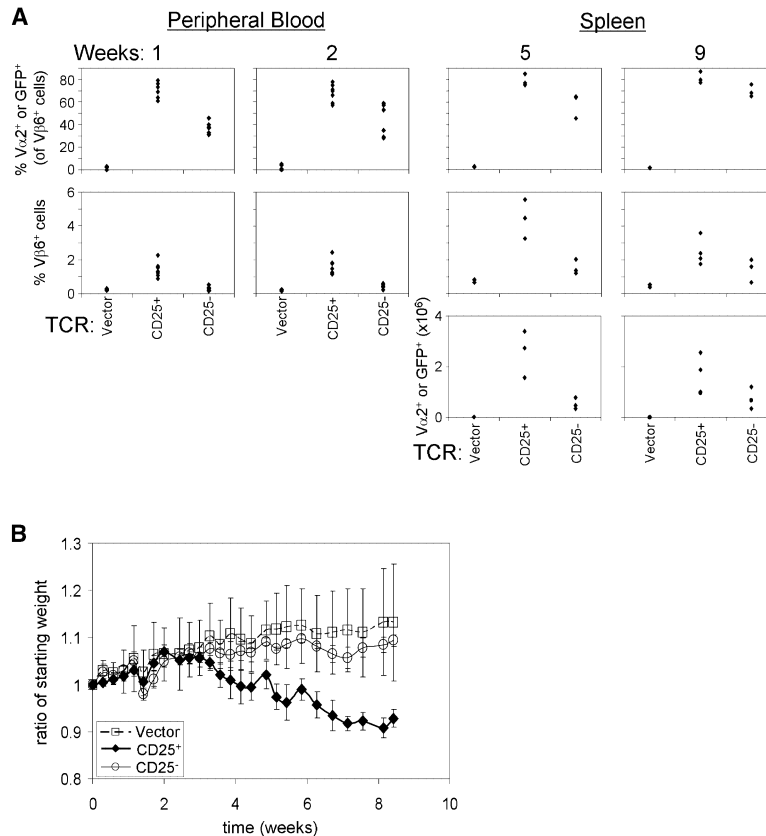 A
Peripheral Blood
Spleen
Weeks: 1
2
5
9
% Vα2⁺ or GFP⁺
(of Vβ6⁺ cells)
80
60
40
20
0
% Vβ6⁺ cells
6
4
2
0
TCR:
Vector
CD25+
CD25-
Vector
CD25+
CD25-
Vα2⁺ or GFP⁺ (x10⁶)
4
2
0
TCR:
Vector
CD25+
CD25-
Vector
CD25+
CD25-
B
ratio of starting weight
1.3
1.2
1.1
1
0.9
0.8
Vector
CD25⁺
CD25⁻
0
2
4
6
8
10
time (weeks)